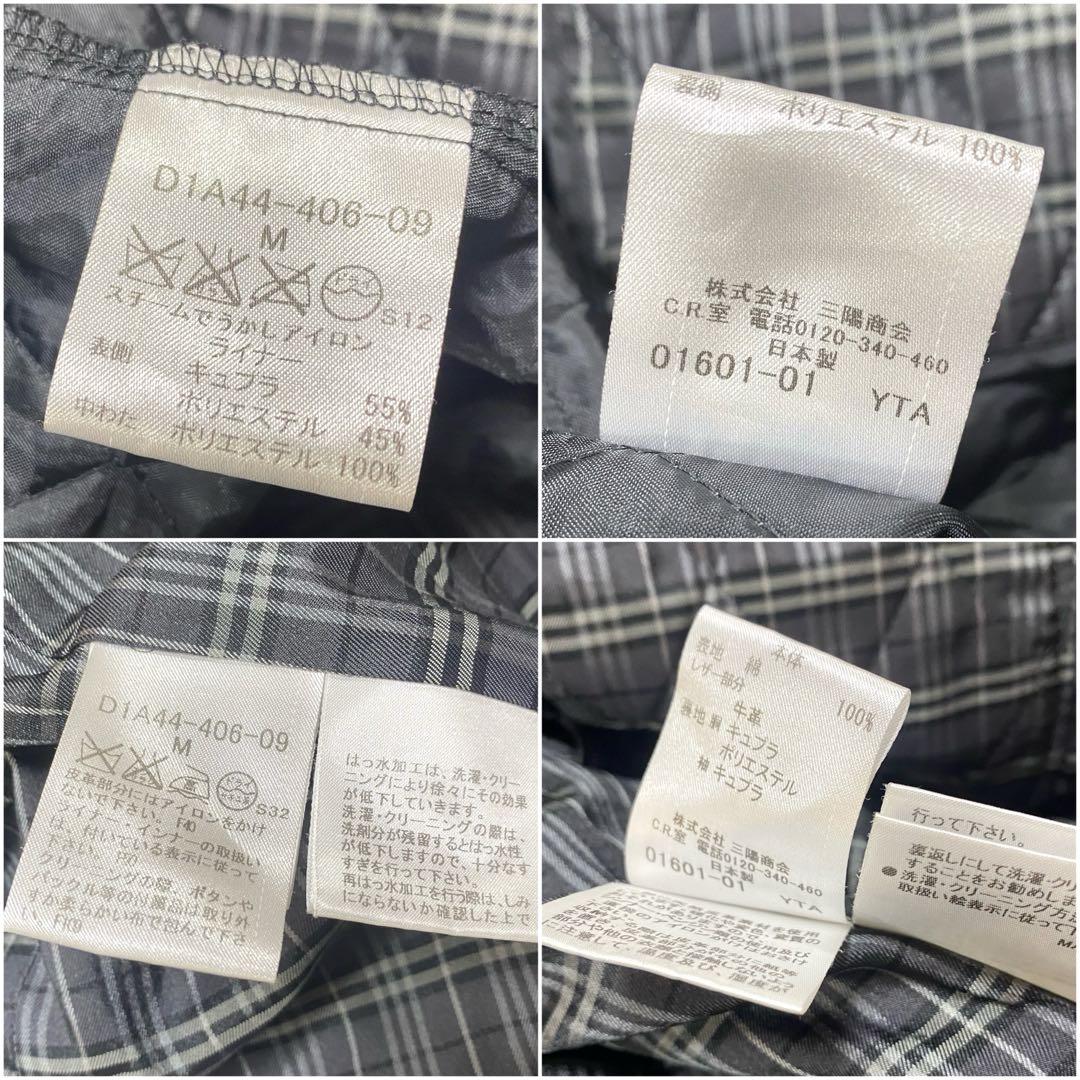 D1A44-406-09
M
S12
スチームでうかしアイロン
ライナー
表側
キュプラ 55%
ポリエステル 45%
中わた ポリエステル 100%
裏側 ポリエステル 100%
株式会社 三陽商会
C.R.室 電話0120-340-460
日本製
01601-01 YTA
D1A44-406-09
M
S32
皮革部分にはアイロンをかけ
ないで下さい。F40
ライナー・インナーの取扱い
は、付いている表示に従って
下さい。
クリーニングの際、ボタンや
バックル等の付属品は取り外
すか柔らかい布で包んで下さ
い。
はっ水加工は、洗濯・クリー
ニングにより徐々にその効果
が低下していきます。
洗濯・クリーニングの際は、
洗剤分が残留するとはっ水性
が低下しますので、十分なす
すぎを行って下さい。
再はっ水加工を行う際は、しみ
にならないか確認した上で
表地 本体
綿 100%
レザー部分
牛革
裏地 胴 キュプラ
ポリエステル
袖 キュプラ
株式会社 三陽商会
C.R.室 電話0120-340-460
日本製
01601-01 YTA
行って下さい。
裏返しにして洗濯・クリ
することをお勧めしま
●洗濯・クリーニング方
取扱い絵表示に従って